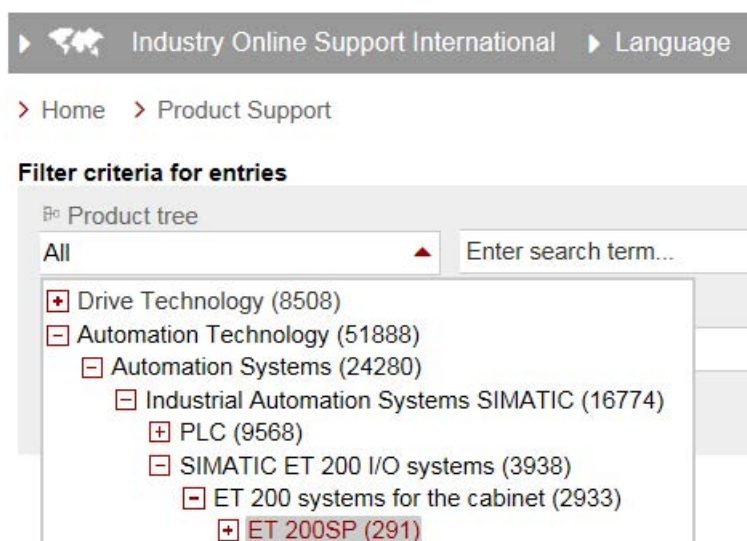 Industry Online Support International Language
Home Product Support
Filter criteria for entries
Product tree
All Enter search term...
Drive Technology (8508)
Automation Technology (51888)
Automation Systems (24280)
Industrial Automation Systems SIMATIC (16774)
PLC (9568)
SIMATIC ET 200 I/O systems (3938)
ET 200 systems for the cabinet (2933)
ET 200SP (291)